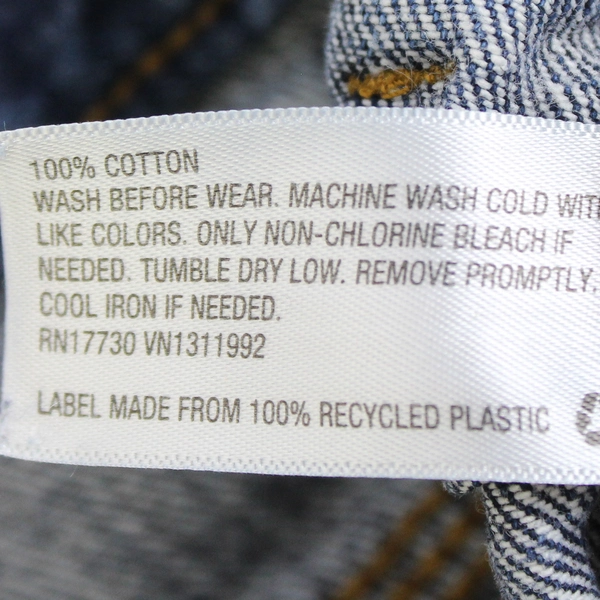 100% COTTON
WASH BEFORE WEAR. MACHINE WASH COLD WITH
LIKE COLORS. ONLY NON-CHLORINE BLEACH IF
NEEDED. TUMBLE DRY LOW. REMOVE PROMPTLY.
COOL IRON IF NEEDED.
RN17730 VN1311992
LABEL MADE FROM 100% RECYCLED PLASTIC